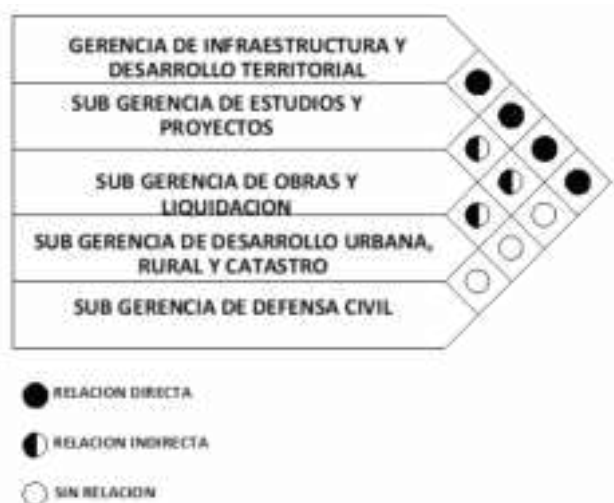 GERENCIA DE INFRAESTRUCTURA Y
DESARROLLO TERRITORIAL
SUB GERENCIA DE ESTUDIOS Y
PROYECTOS
SUB GERENCIA DE OBRAS Y
LIQUIDACION
SUB GERENCIA DE DESARROLLO URBANA,
RURAL Y CATASTRO
SUB GERENCIA DE DEFENSA CIVIL
RELACION DIRECTA
RELACION INDIRECTA
SIN RELACION